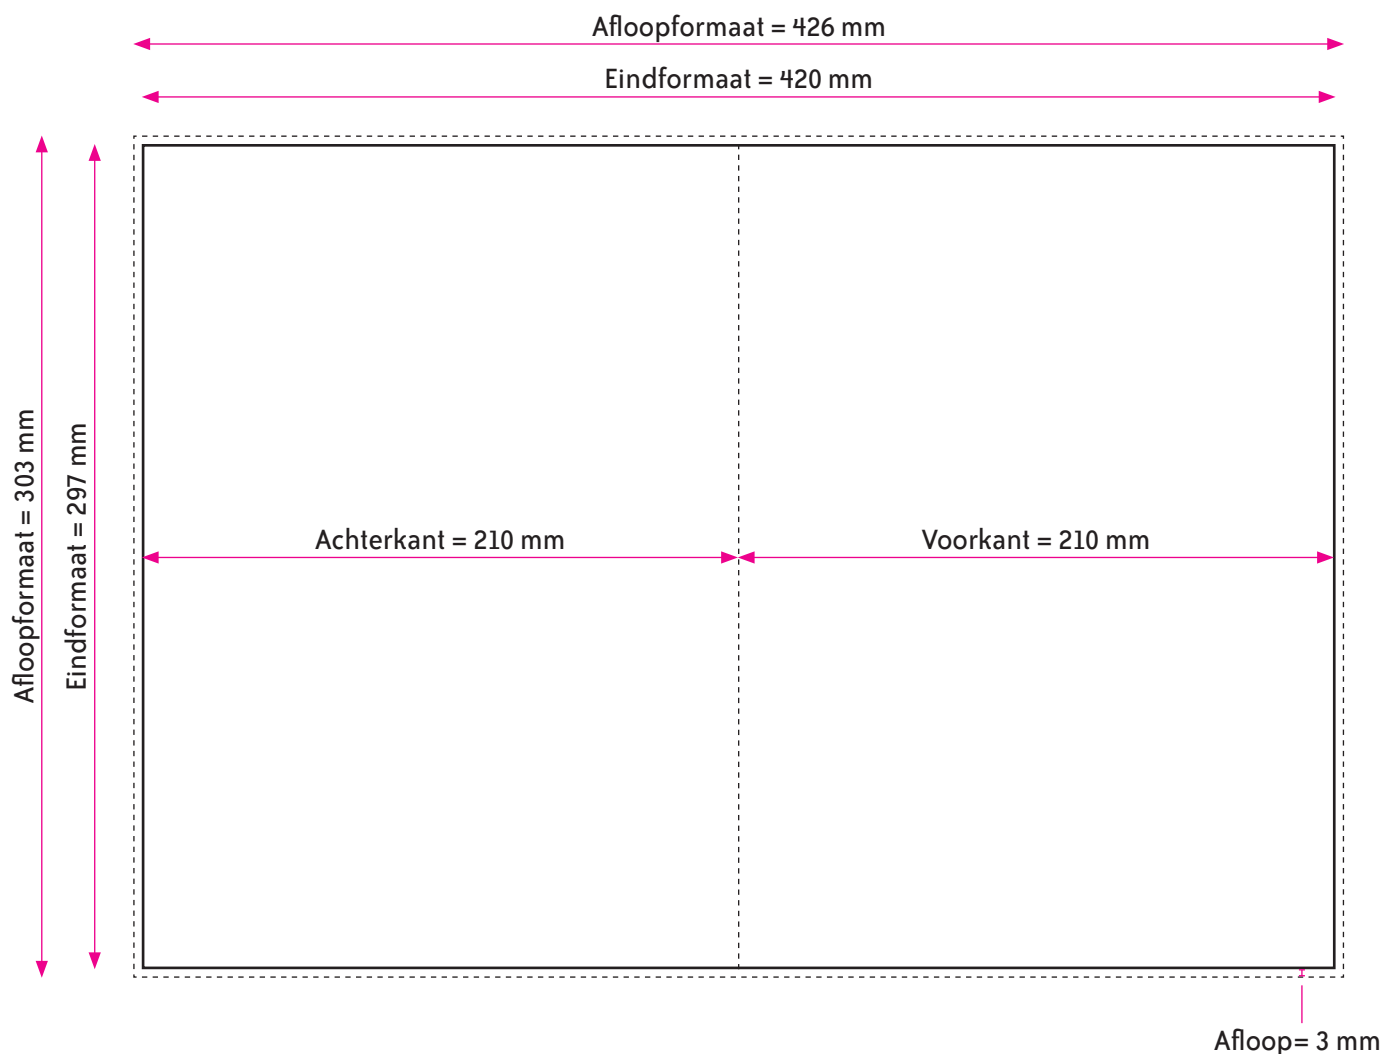 Afloopformaat = 426 mm
Eindformaat = 420 mm
Afloopformaat = 303 mm
Eindformaat = 297 mm
Achterkant = 210 mm
Voorkant = 210 mm
Afloop= 3 mm